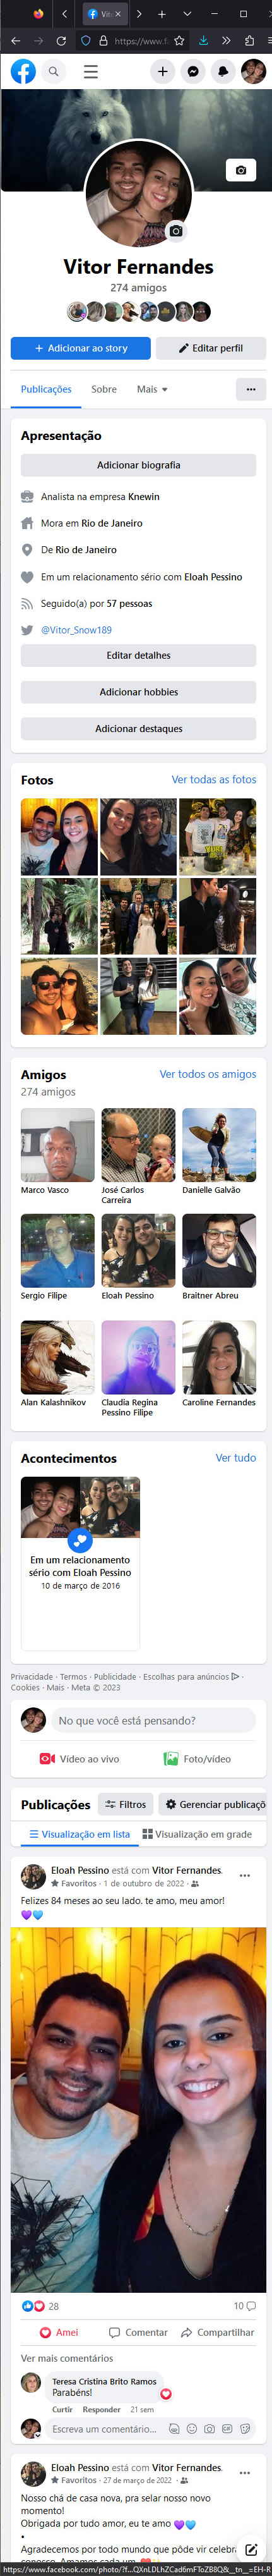 https://www.f
Vitor Fernandes
274 amigos
Adicionar ao story
Editar perfil
Publicações
Sobre
Mais
Apresentação
Adicionar biografia
Analista na empresa Knewin
Mora em Rio de Janeiro
De Rio de Janeiro
Em um relacionamento sério com Eloah Pessino
Seguido(a) por 57 pessoas
@Vitor_Snow189
Editar detalhes
Adicionar hobbies
Adicionar destaques
Fotos
Ver todas as fotos
Amigos
Ver todos os amigos
274 amigos
Marco Vasco
José Carlos
Carreira
Danielle Galvão
Sergio Filipe
Eloah Pessino
Braitner Abreu
Alan Kalashnikov
Claudia Regina
Pessino Filipe
Caroline Fernandes
Acontecimentos
Ver tudo
Em um relacionamento
sério com Eloah Pessino
10 de março de 2016
Privacidade · Termos · Publicidade · Escolhas para anúncios ·
Cookies · Mais · Meta © 2023
No que você está pensando?
Vídeo ao vivo
Foto/vídeo
Publicações
Filtros
Gerenciar publicaçõ
Visualização em lista
Visualização em grade
Eloah Pessino está com Vitor Fernandes.
Favoritos · 1 de outubro de 2022 ·
Felizes 84 meses ao seu lado. te amo, meu amor!
💜💙
28
10
Amei
Comentar
Compartilhar
Ver mais comentários
Teresa Cristina Brito Ramos
Parabéns!
Curtir Responder 21 sem
Escreva um comentário...
Eloah Pessino está com Vitor Fernandes.
Favoritos · 27 de março de 2022 ·
Nosso chá de casa nova, pra selar nosso novo
momento!
Obrigada por tudo amor, eu te amo 💜💙
•
Agradecemos por todo mundo que pôde vir celebra